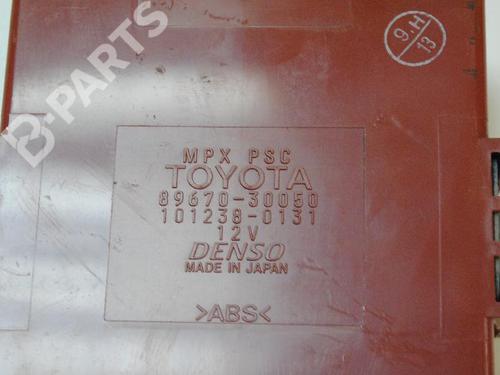 B-PARTS
9.H
13
MPX PSC
TOYOTA
89670-30050
101238-0131
12V
DENSO
MADE IN JAPAN
>ABS<